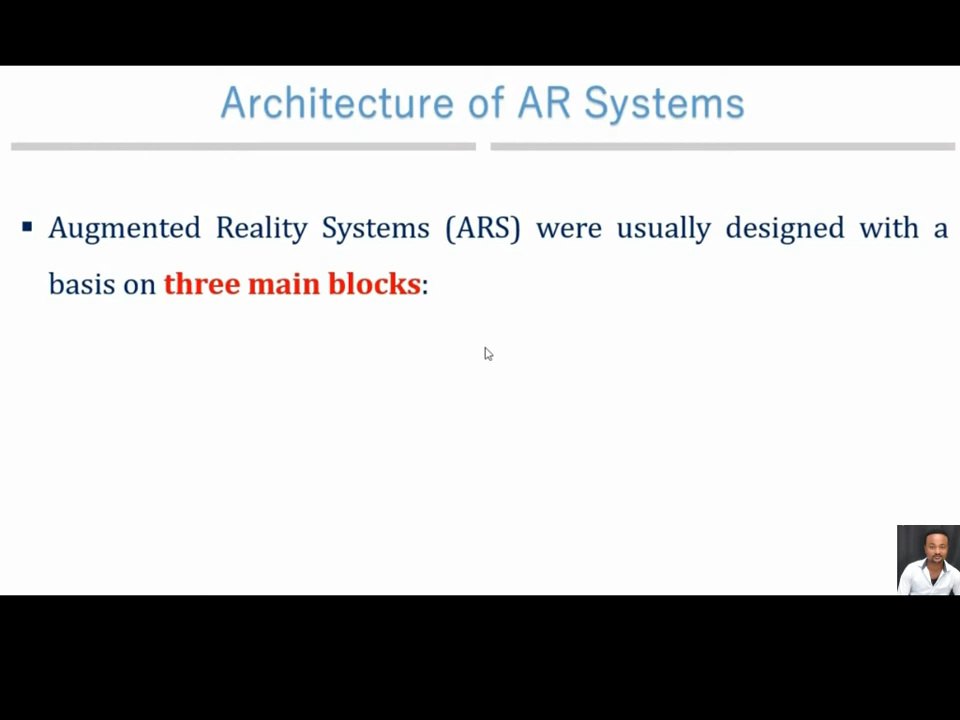 Architecture of AR Systems
▪ Augmented Reality Systems (ARS) were usually designed with a
basis on three main blocks: